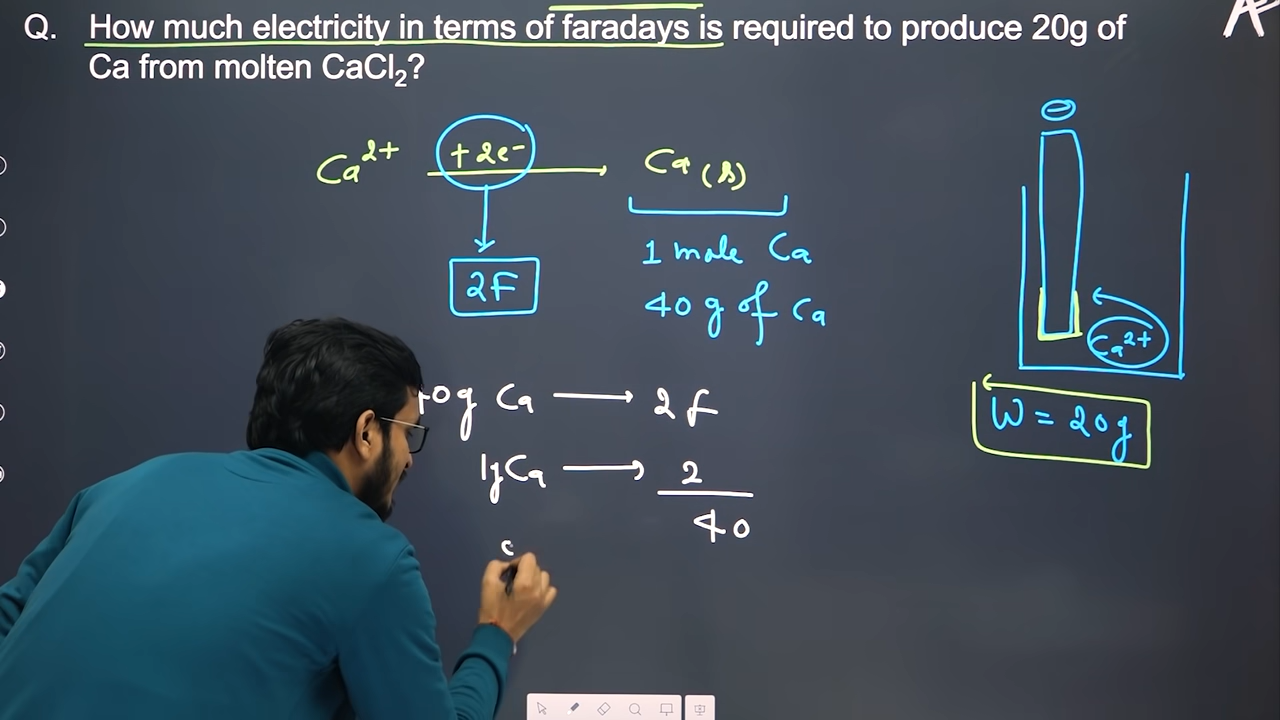 Q. How much electricity in terms of faradays is required to produce 20g of
Ca from molten CaCl₂?
Ca²⁺ +2e⁻ Ca(s)
2F
1 mole Ca
40 g of Ca
Ca²⁺
W = 20g
0g Ca → 2F
1g Ca → 2
40